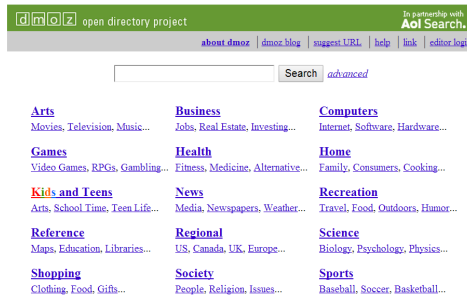 dmoz open directory project
In partnership with
Aol Search.
about dmoz | dmoz blog | suggest URL | help | link | editor logi
Search advanced
Arts Business Computers
Movies, Television, Music... Jobs, Real Estate, Investing... Internet, Software, Hardware...
Games Health Home
Video Games, RPGs, Gambling... Fitness, Medicine, Alternative... Family, Consumers, Cooking...
Kids and Teens News Recreation
Arts, School Time, Teen Life... Media, Newspapers, Weather... Travel, Food, Outdoors, Humor...
Reference Regional Science
Maps, Education, Libraries... US, Canada, UK, Europe... Biology, Psychology, Physics...
Shopping Society Sports
Clothing, Food, Gifts... People, Religion, Issues... Baseball, Soccer, Basketball...